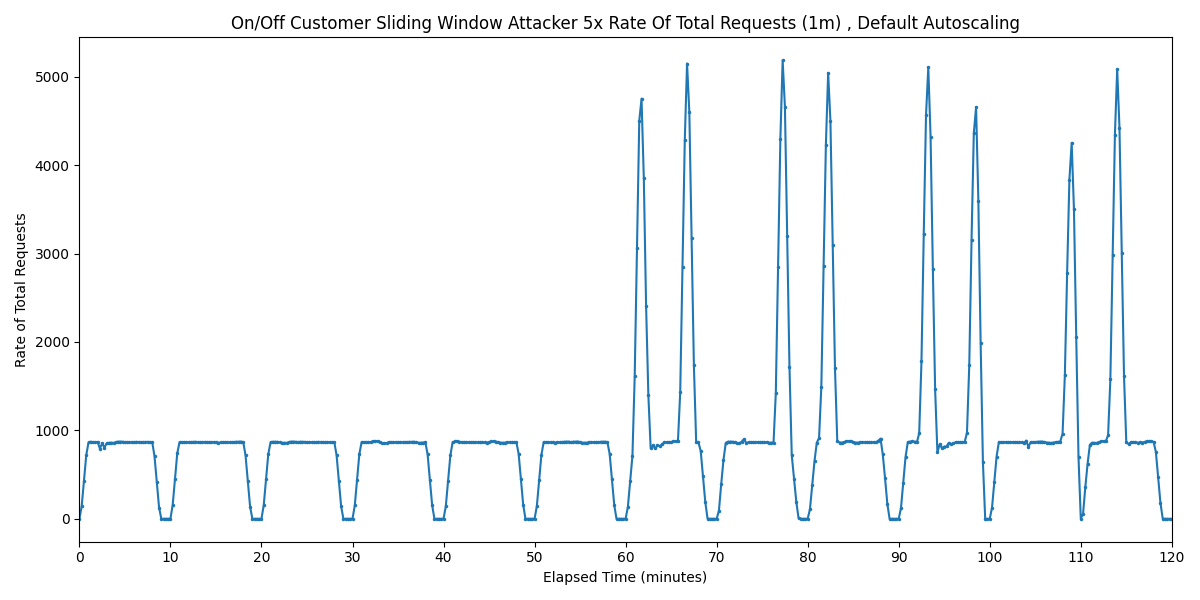 On/Off Customer Sliding Window Attacker 5x Rate Of Total Requests (1m) , Default Autoscaling
Rate of Total Requests
5000
4000
3000
2000
1000
0
0 10 20 30 40 50 60 70 80 90 100 110 120
Elapsed Time (minutes)